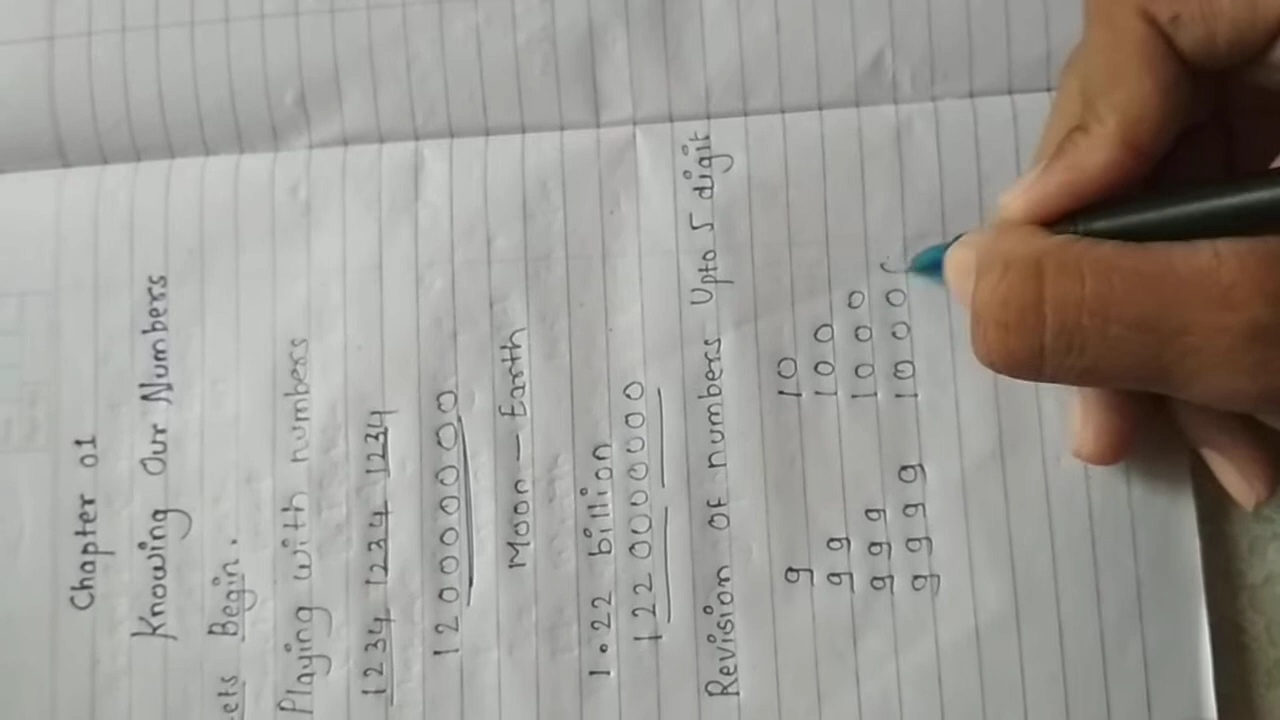 Chapter 01
Knowing Our Numbers
ets Begin.
Playing with numbers
1234 1234 1234
1200000000
Moon - Earth
1.22 billion
1220000000
Revision Of numbers Upto 5 digit
9 10
99 100
999 1000
9999 1000